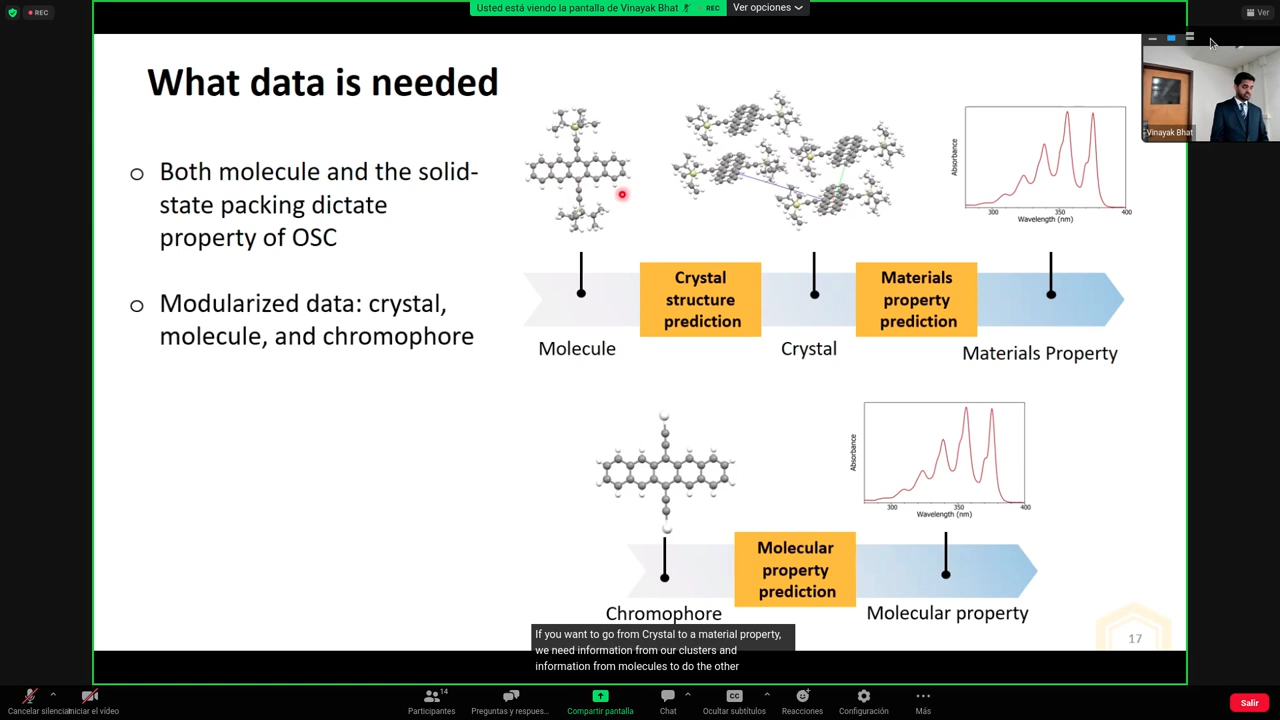 REC
Usted está viendo la pantalla de Vinayak Bhat
REC
Ver opciones
Ver
Vinayak Bhat
What data is needed
o Both molecule and the solid-
state packing dictate
property of OSC
o Modularized data: crystal,
molecule, and chromophore
Absorbance
300 350 400
Wavelength (nm)
Crystal
structure
prediction
Materials
property
prediction
Molecule
Crystal
Materials Property
Absorbance
300 350 400
Wavelength (nm)
Molecular
property
prediction
Chromophore
Molecular property
If you want to go from Crystal to a material property,
we need information from our clusters and
information from molecules to do the other
17
Cancelar silenciar
Iniciar el vídeo
14
Participantes
Preguntas y respues...
Compartir pantalla
Chat
CC
Ocultar subtítulos
Reacciones
Configuración
Más
Salir